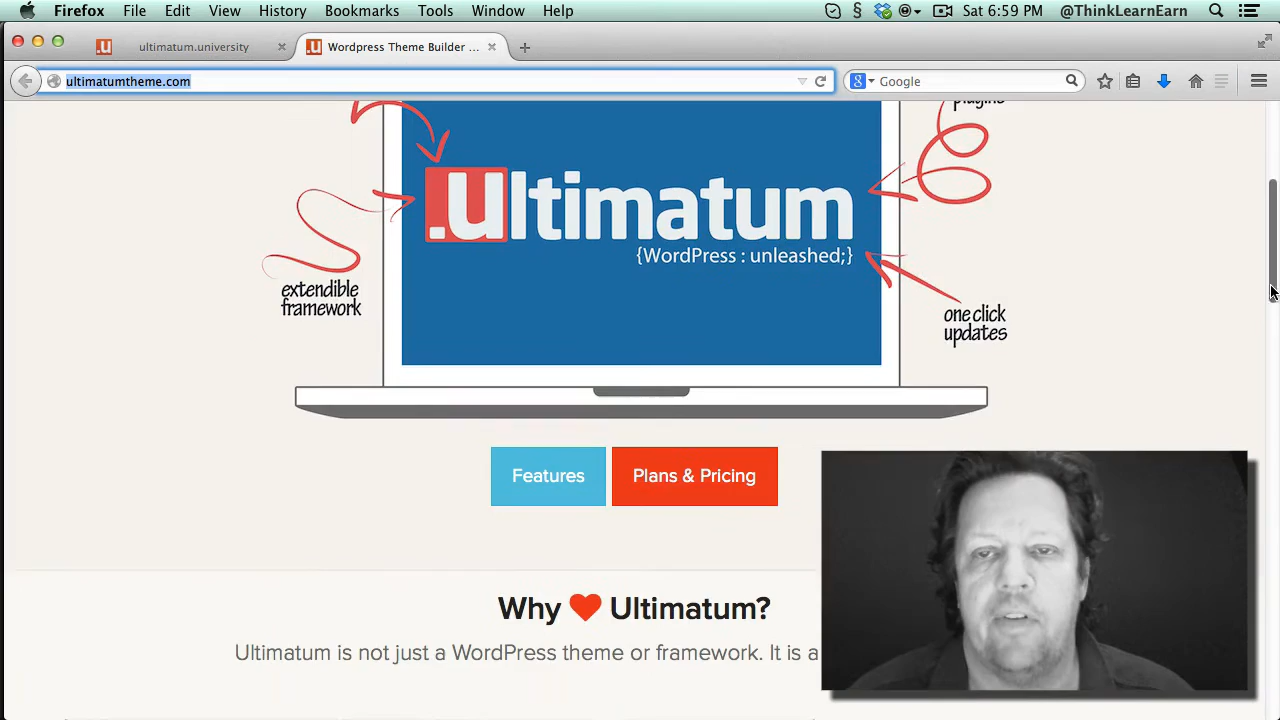 Firefox File Edit View History Bookmarks Tools Window Help Sat 6:59 PM @ThinkLearnEarn
ultimatum.university
Wordpress Theme Builder ...
ultimatumtheme.com
Google
plugins
.ultimatum
{WordPress : unleashed;}
extendible
framework
one click
updates
Features
Plans & Pricing
Why Ultimatum?
Ultimatum is not just a WordPress theme or framework. It is a